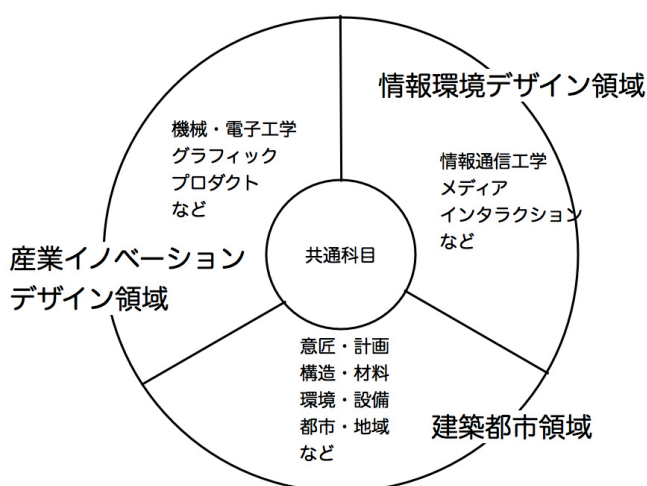 情報環境デザイン領域
機械・電子工学
グラフィック
プロダクト
など
情報通信工学
メディア
インタラクション
など
産業イノベーション
デザイン領域
共通科目
意匠・計画
構造・材料
環境・設備
都市・地域
など
建築都市領域